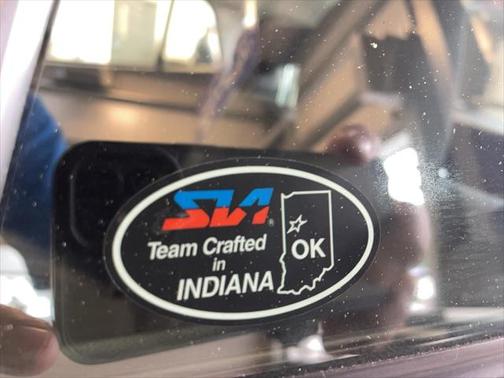 SIA
®
Team Crafted
in
INDIANA
OK